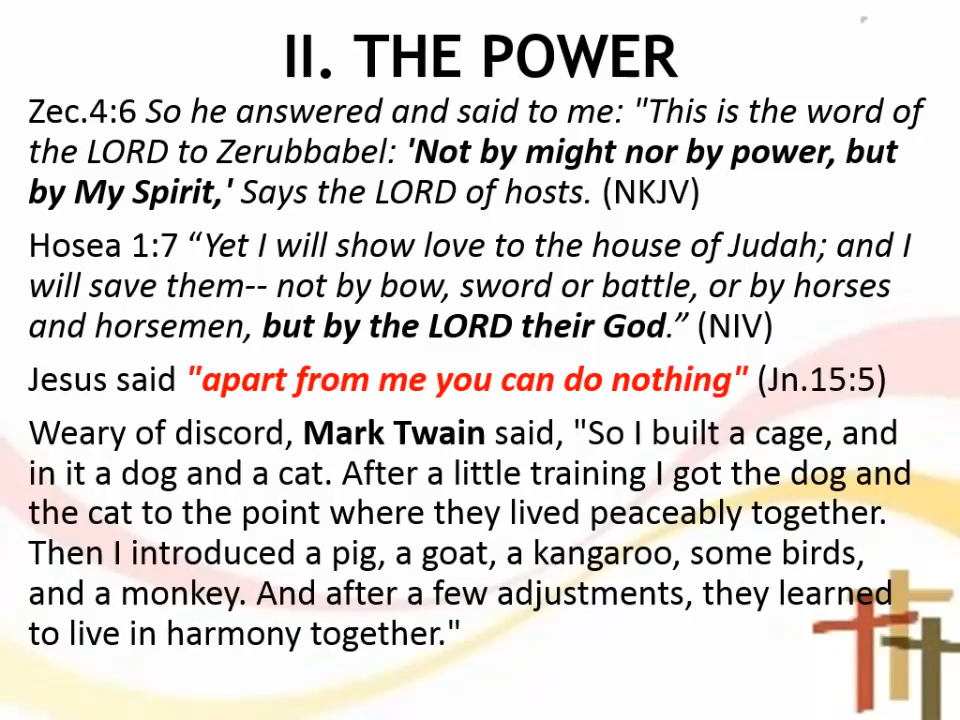 II. THE POWER
Zec.4:6 So he answered and said to me: "This is the word of
the LORD to Zerubbabel: 'Not by might nor by power, but
by My Spirit,' Says the LORD of hosts. (NKJV)
Hosea 1:7 “Yet I will show love to the house of Judah; and I
will save them-- not by bow, sword or battle, or by horses
and horsemen, but by the LORD their God.” (NIV)
Jesus said "apart from me you can do nothing" (Jn.15:5)
Weary of discord, Mark Twain said, "So I built a cage, and
in it a dog and a cat. After a little training I got the dog and
the cat to the point where they lived peaceably together.
Then I introduced a pig, a goat, a kangaroo, some birds,
and a monkey. And after a few adjustments, they learned
to live in harmony together."